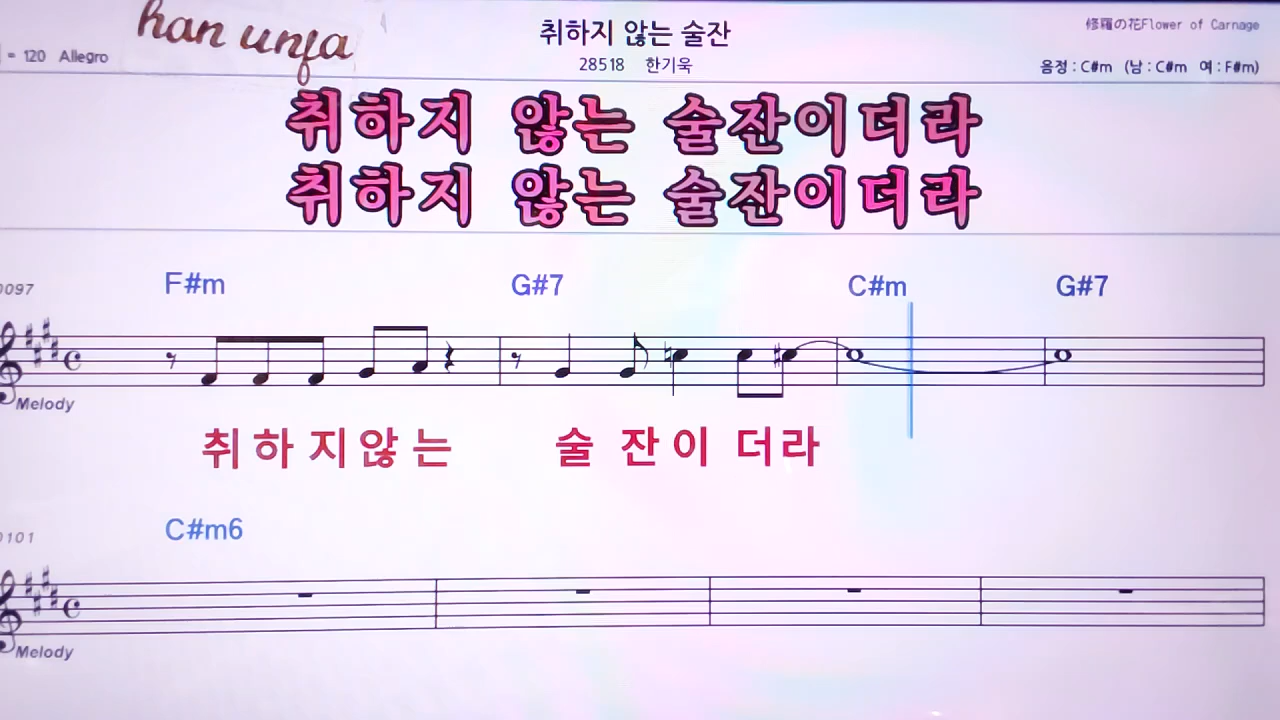 han unja
취하지 않는 술잔
修羅の花Flower of Carnage
= 120 Allegro
28518 한기욱
음정 : C#m (남 : C#m 여 : F#m)
취하지 않는 술잔이더라
취하지 않는 술잔이더라
0097
F#m G#7 C#m G#7
Melody
취 하 지 않 는 술 잔 이 더 라
0101
C#m6
Melody